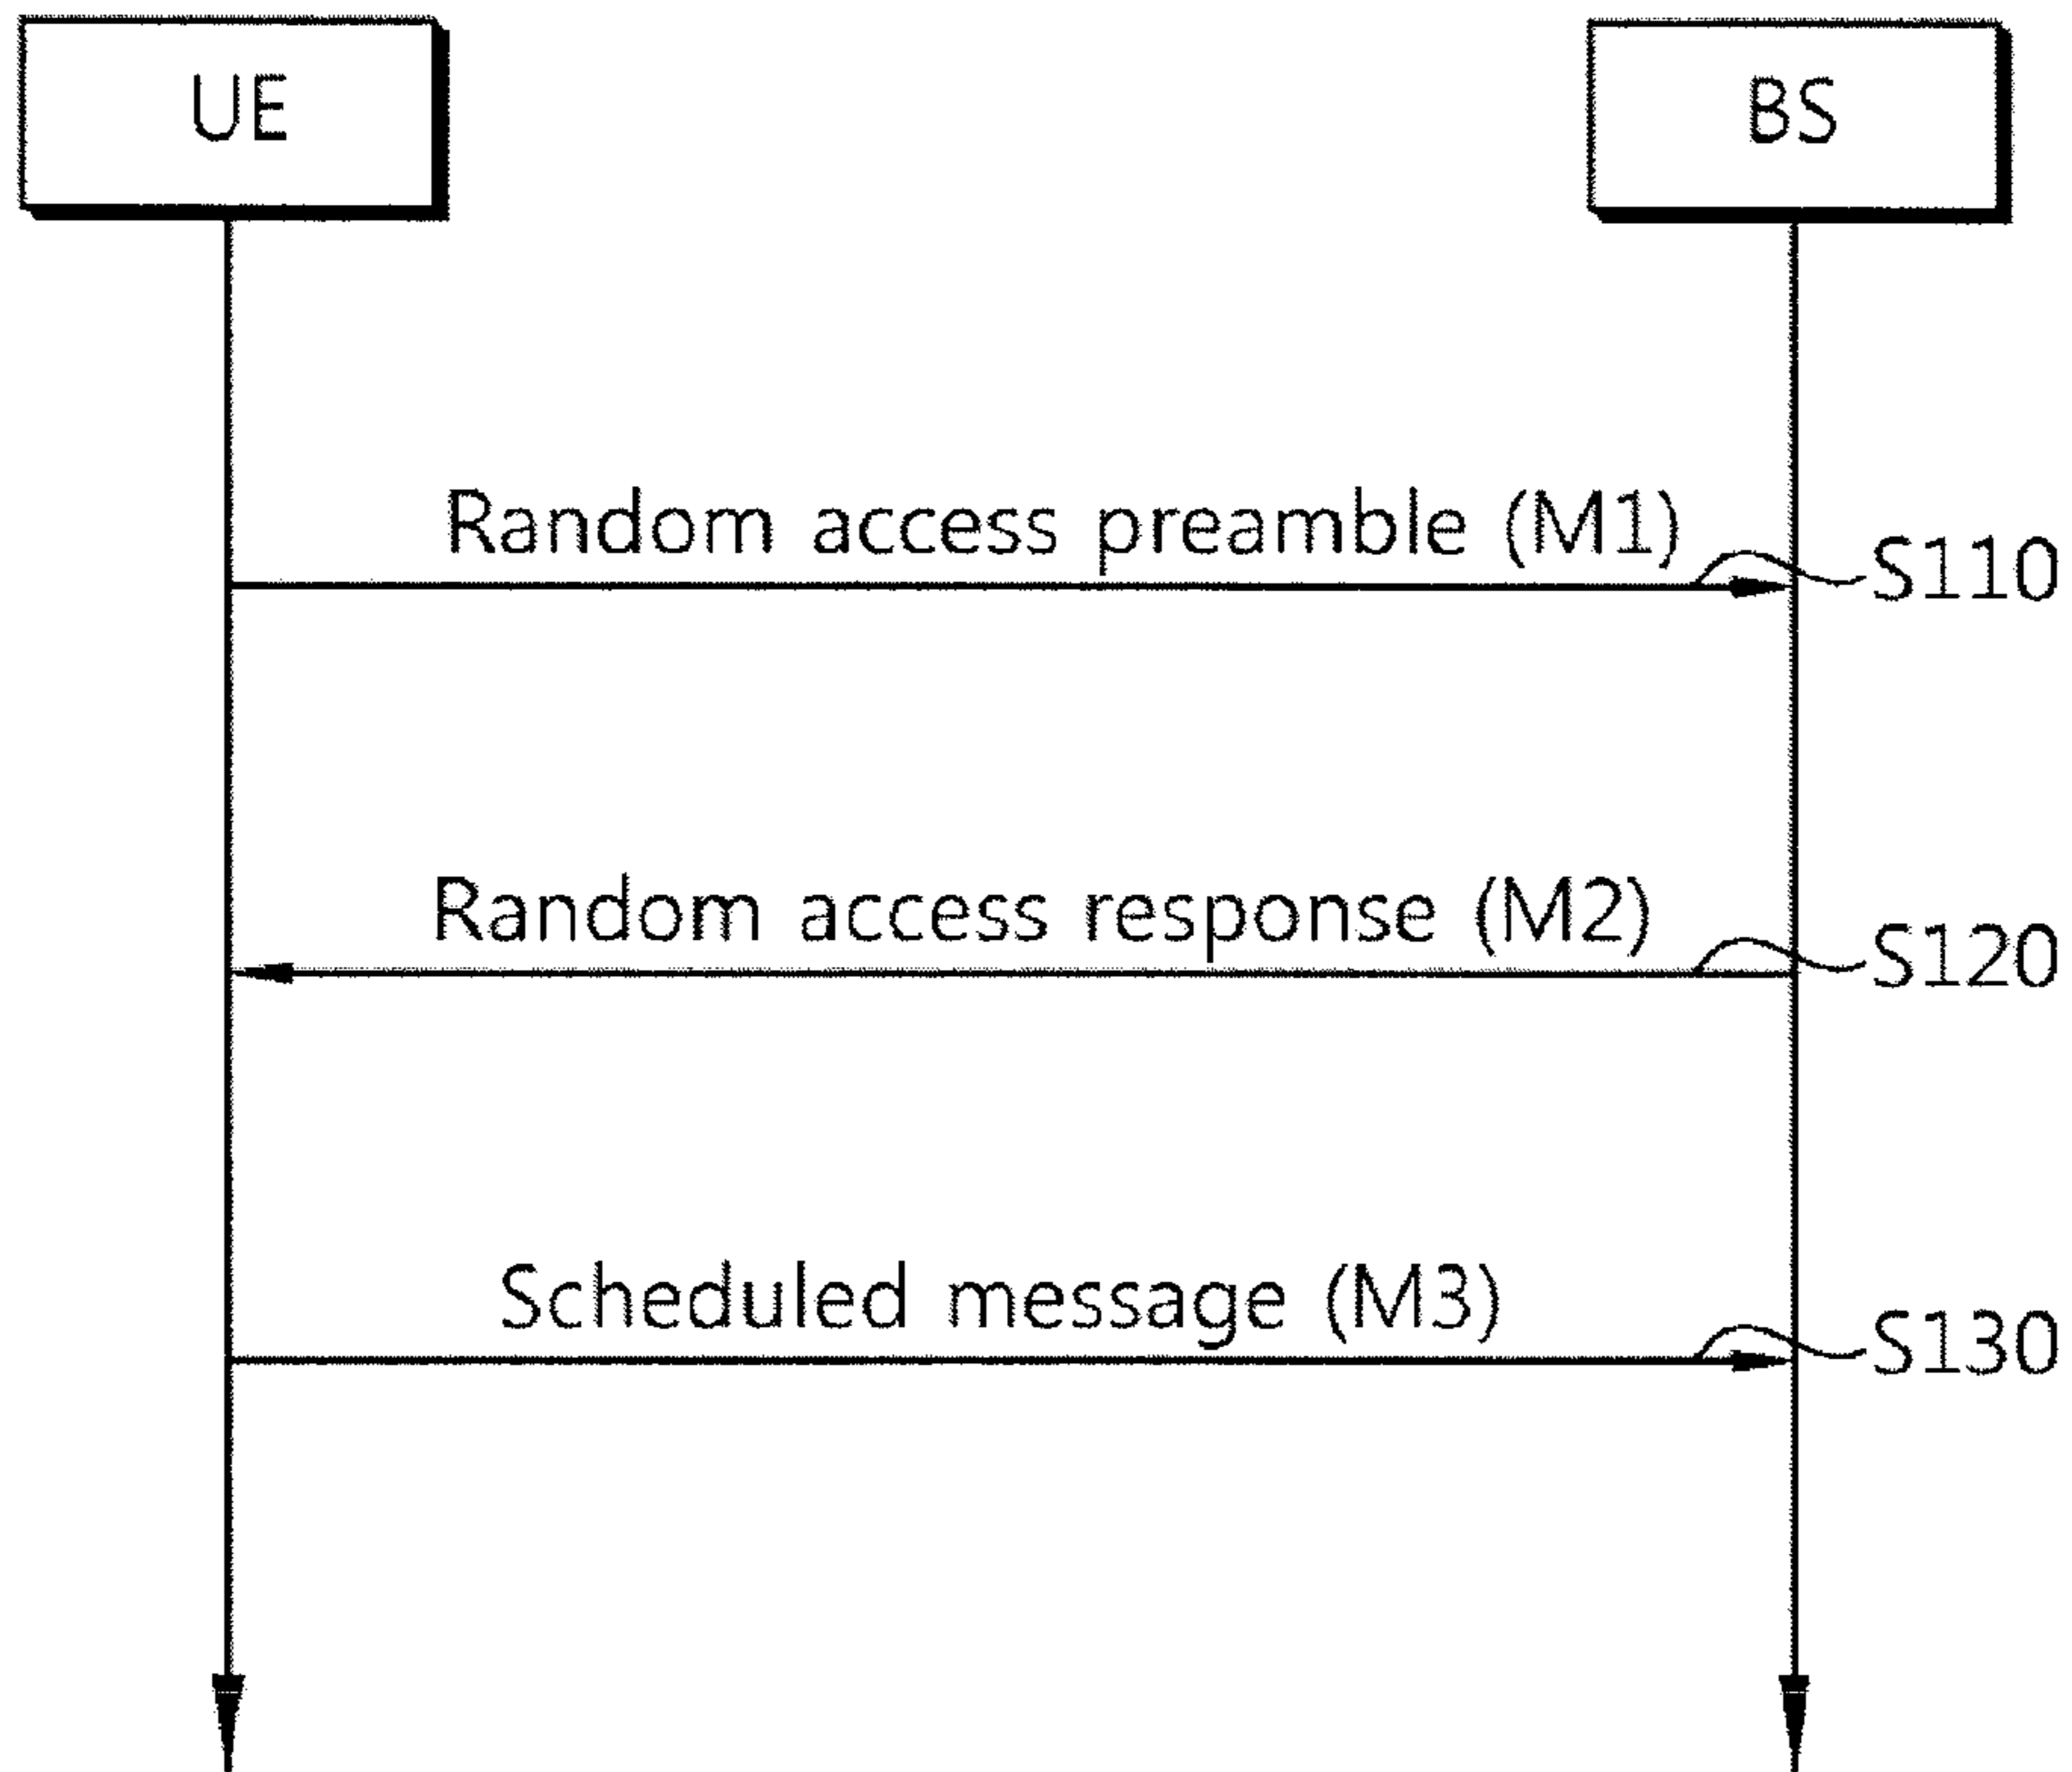 UE
BS
Random access preamble (M1)
S110
Random access response (M2)
S120
Scheduled message (M3)
S130